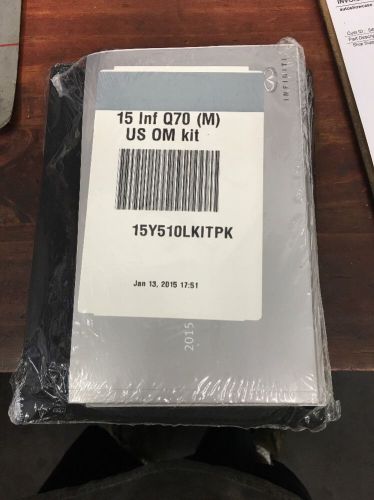 15 Inf Q70 (M)
US OM kit
15Y510LKITPK
Jan 13, 2015 17:51
INFINITI
2015